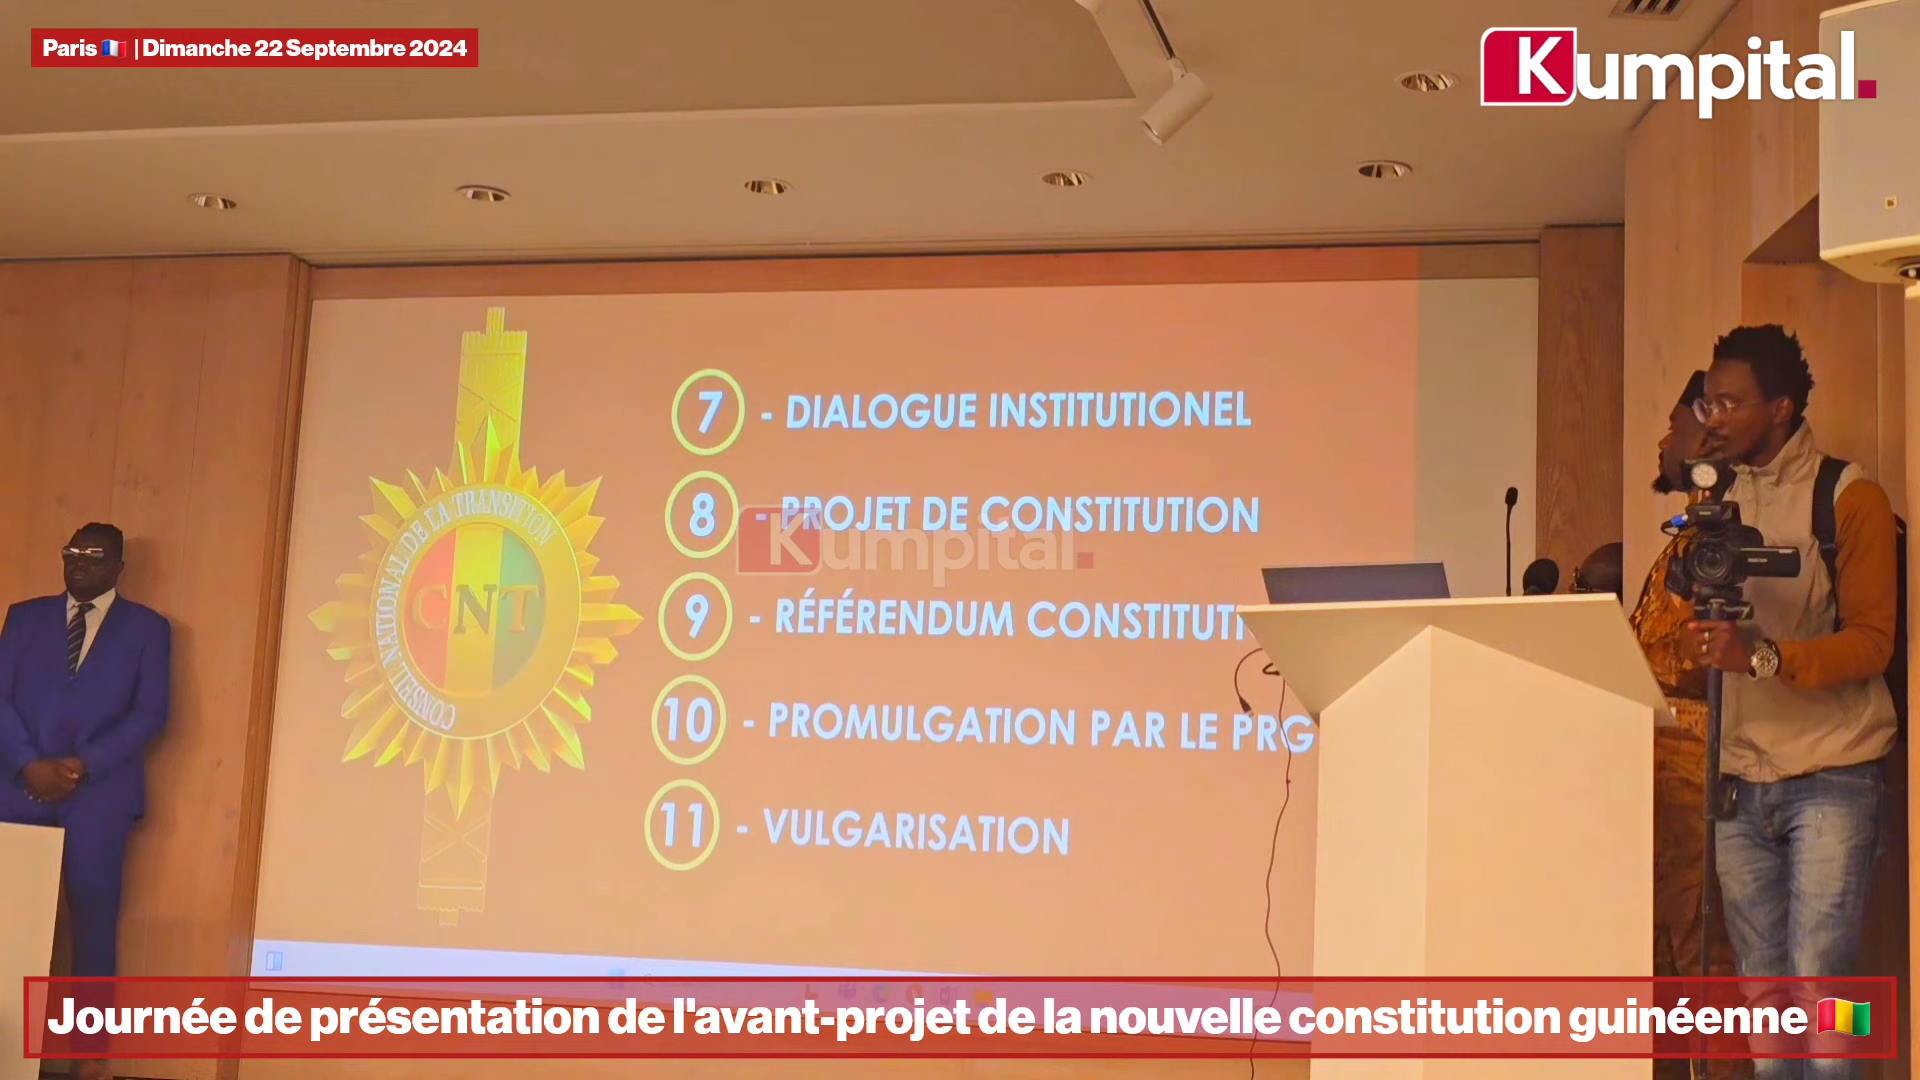 Paris 🇫🇷 | Dimanche 22 Septembre 2024
Kumpital.
CONSEIL NATIONAL DE LA TRANSITION
CNT
7 - DIALOGUE INSTITUTIONEL
8 - PROJET DE CONSTITUTION
Kumpital.
9 - RÉFÉRENDUM CONSTITUTI
10 - PROMULGATION PAR LE PRG
11 - VULGARISATION
Journée de présentation de l'avant-projet de la nouvelle constitution guinéenne 🇬🇳